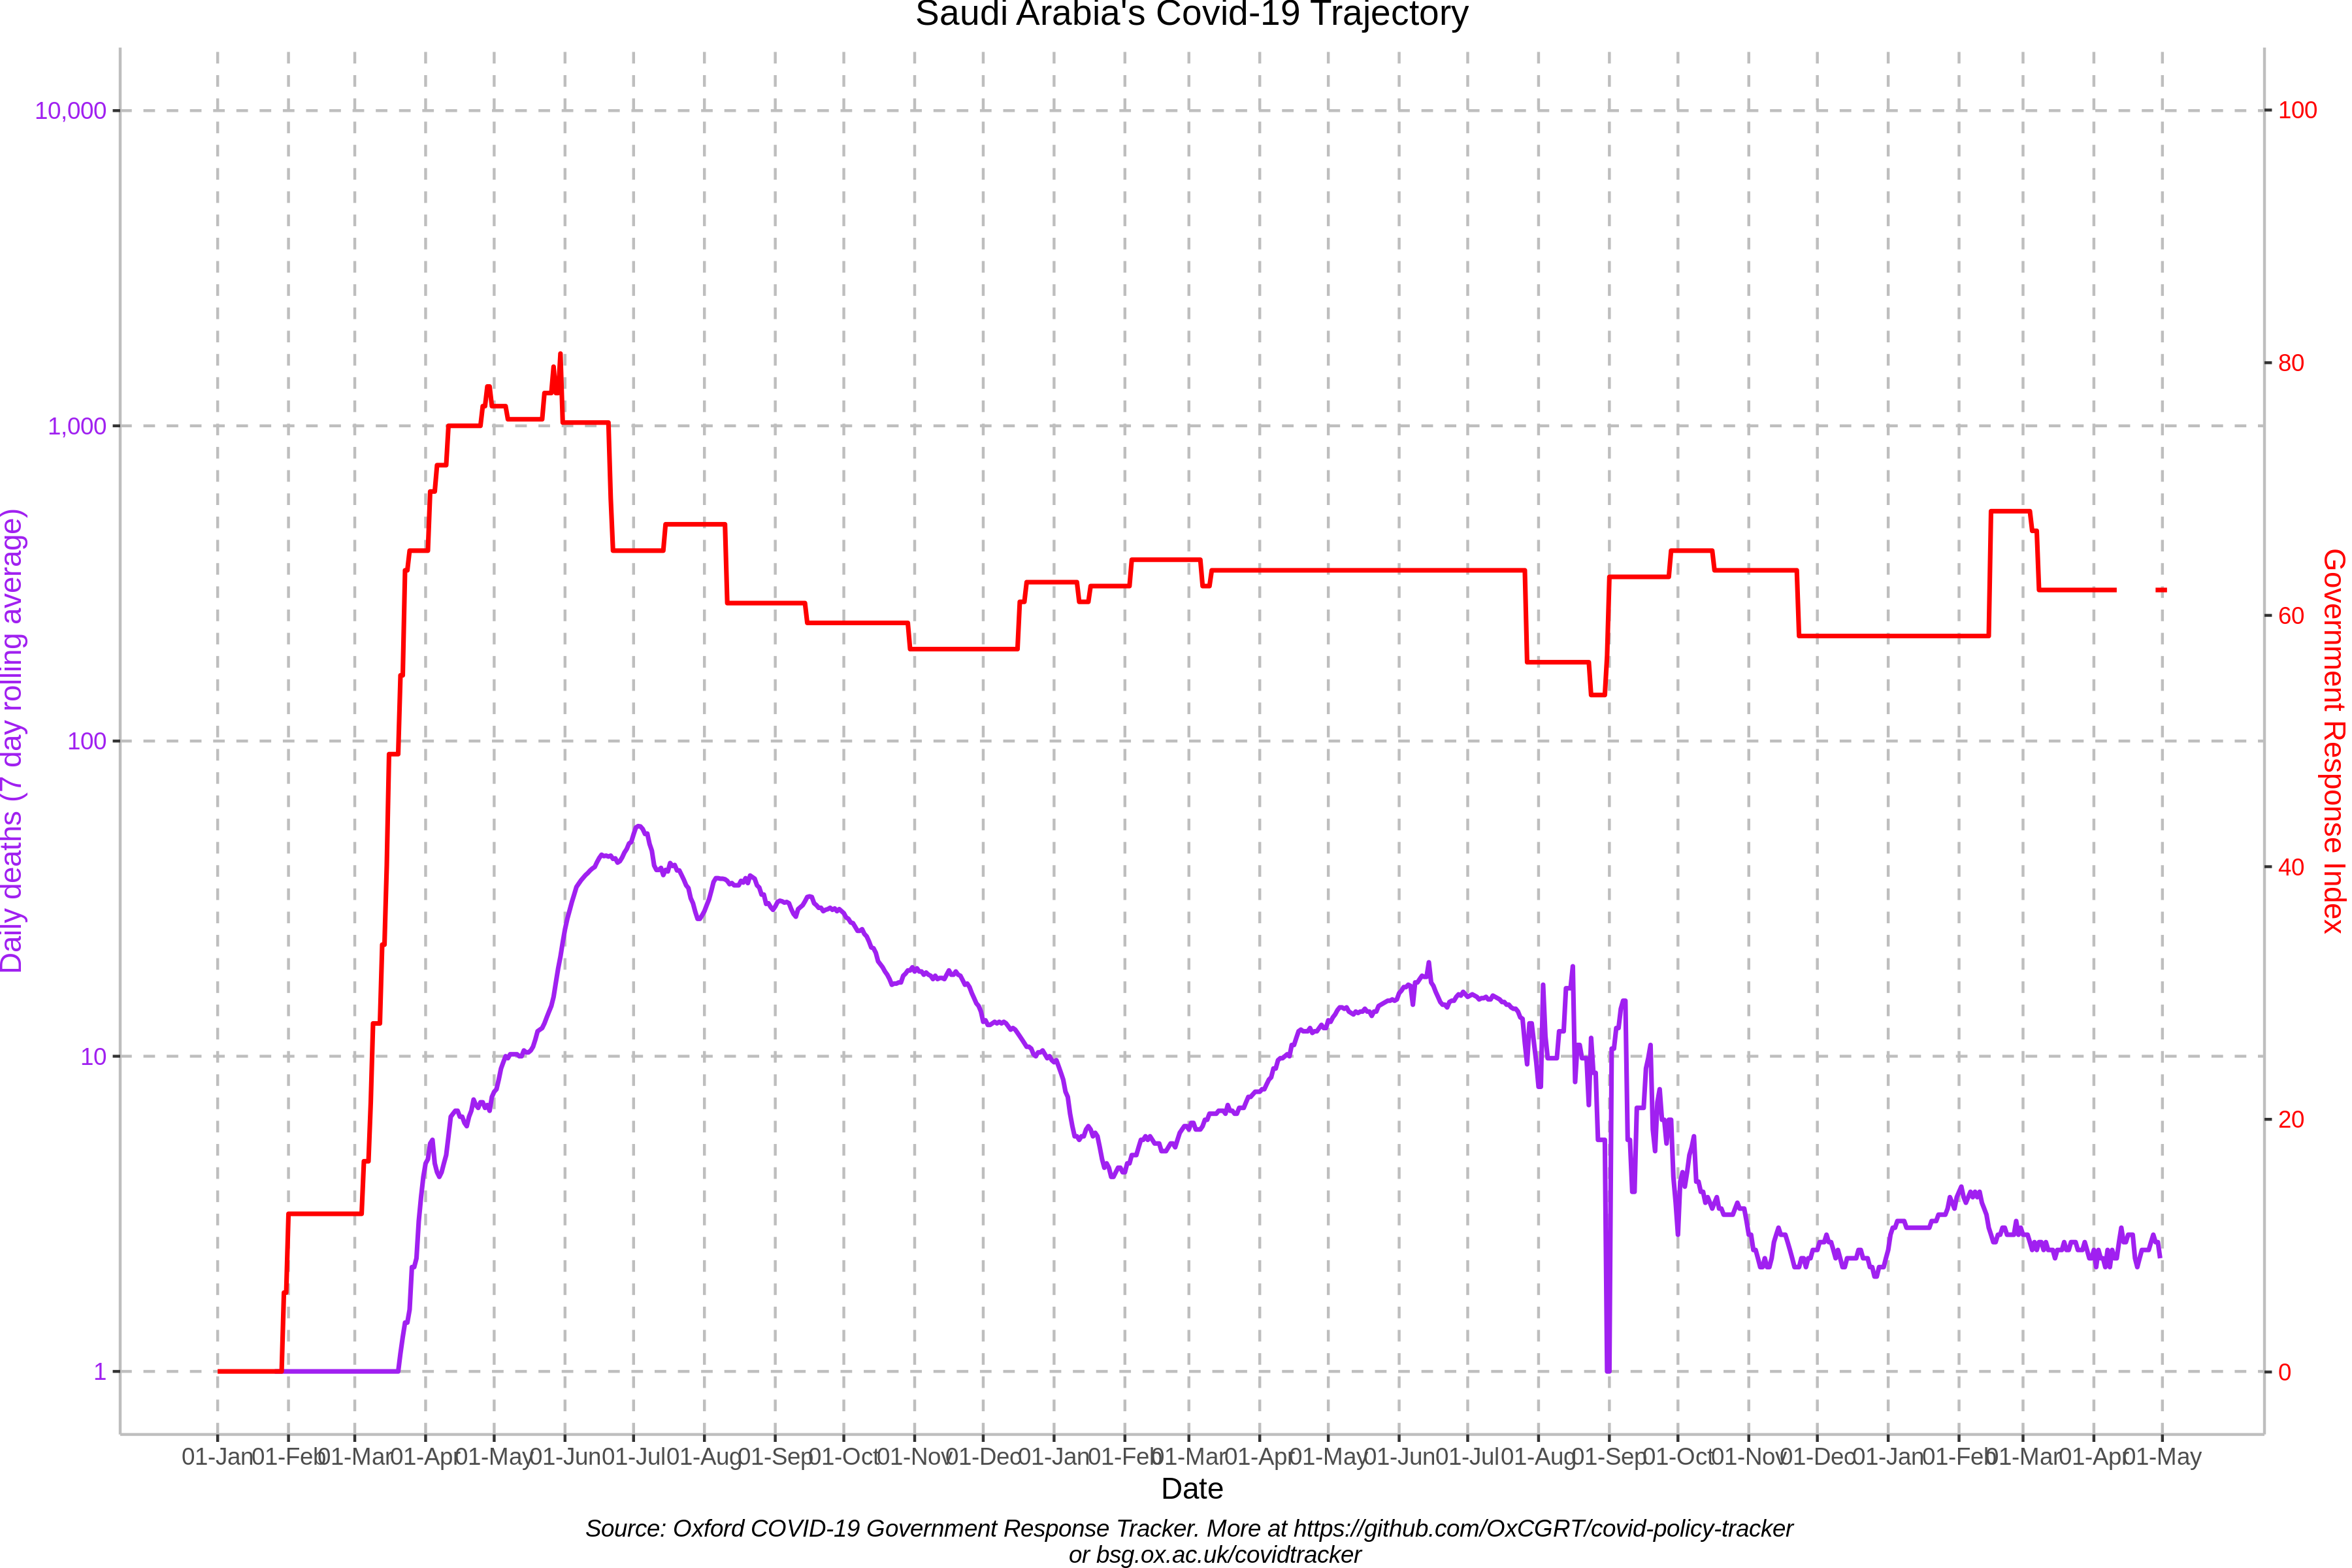 Saudi Arabia's Covid-19 Trajectory
10,000
1,000
100
10
1
Daily deaths (7 day rolling average)
100
80
60
40
20
0
Government Response Index
01-Jan 01-Feb 01-Mar 01-Apr 01-May 01-Jun 01-Jul 01-Aug 01-Sep 01-Oct 01-Nov 01-Dec 01-Jan 01-Feb 01-Mar 01-Apr 01-May 01-Jun 01-Jul 01-Aug 01-Sep 01-Oct 01-Nov 01-Dec 01-Jan 01-Feb 01-Mar 01-Apr 01-May
Date
Source: Oxford COVID-19 Government Response Tracker. More at https://github.com/OxCGRT/covid-policy-tracker
or bsg.ox.ac.uk/covidtracker